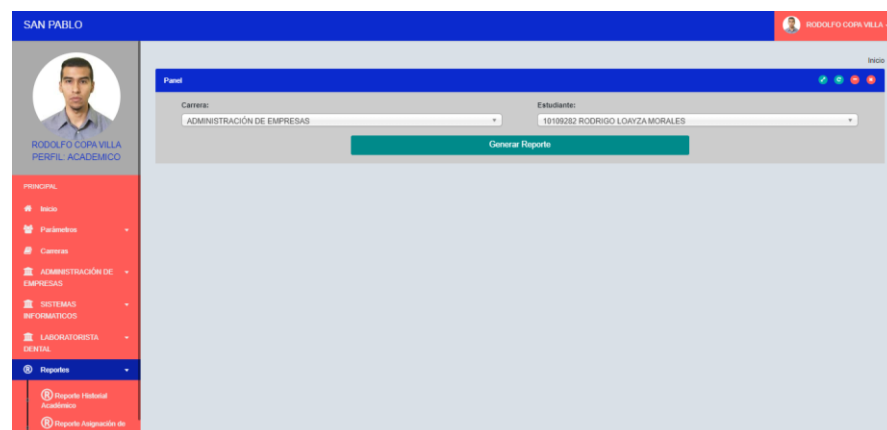 SAN PABLO
RODOLFO COPA VILLA
Inicio
RODOLFO COPA VILLA
PERFIL: ACADEMICO
Panel
Carrera:
Estudiante:
ADMINISTRACIÓN DE EMPRESAS
10109282 RODRIGO LOAYZA MORALES
Generar Reporte
PRINCIPAL
Inicio
Parámetros
Carreras
ADMINISTRACIÓN DE
EMPRESAS
SISTEMAS
INFORMATICOS
LABORATORISTA
DENTAL
Reportes
Reporte Historial
Académico
Reporte Asignación de